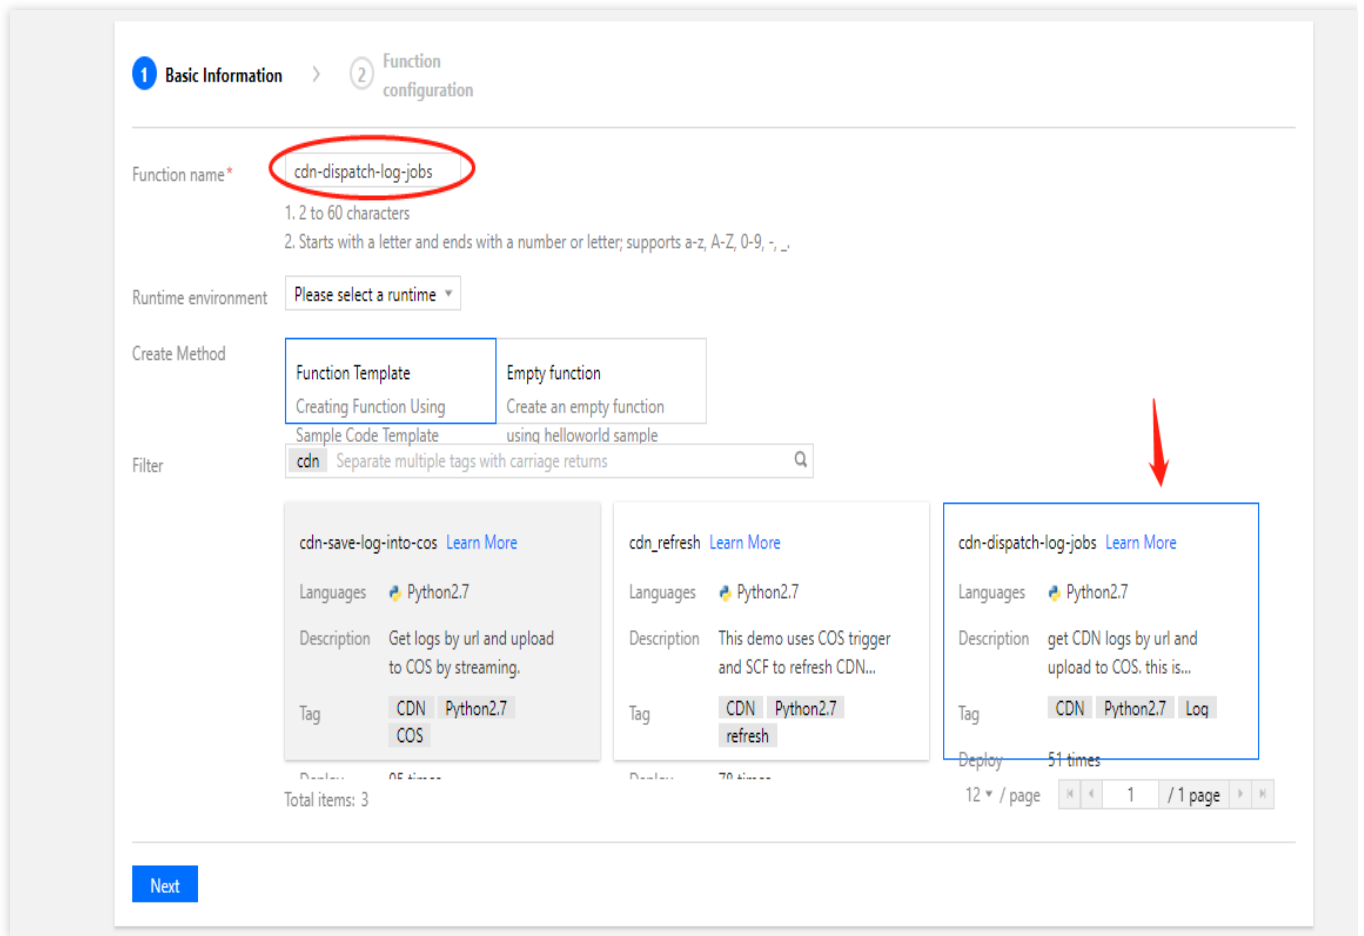 1 Basic Information > 2 Function
configuration
Function name*
cdn-dispatch-log-jobs
1. 2 to 60 characters
2. Starts with a letter and ends with a number or letter; supports a-z, A-Z, 0-9, -, _.
Runtime environment
Please select a runtime
Create Method
Function Template
Creating Function Using
Sample Code Template
Empty function
Create an empty function
using helloworld sample
Filter
cdn Separate multiple tags with carriage returns
cdn-save-log-into-cos Learn More
Languages Python2.7
Description Get logs by url and upload
to COS by streaming.
Tag CDN Python2.7
COS
Deploy 95 times
cdn_refresh Learn More
Languages Python2.7
Description This demo uses COS trigger
and SCF to refresh CDN...
Tag CDN Python2.7
refresh
Deploy 78 times
cdn-dispatch-log-jobs Learn More
Languages Python2.7
Description get CDN logs by url and
upload to COS. this is...
Tag CDN Python2.7 Log
Deploy 51 times
Total items: 3
12 / page 1 / 1 page
Next